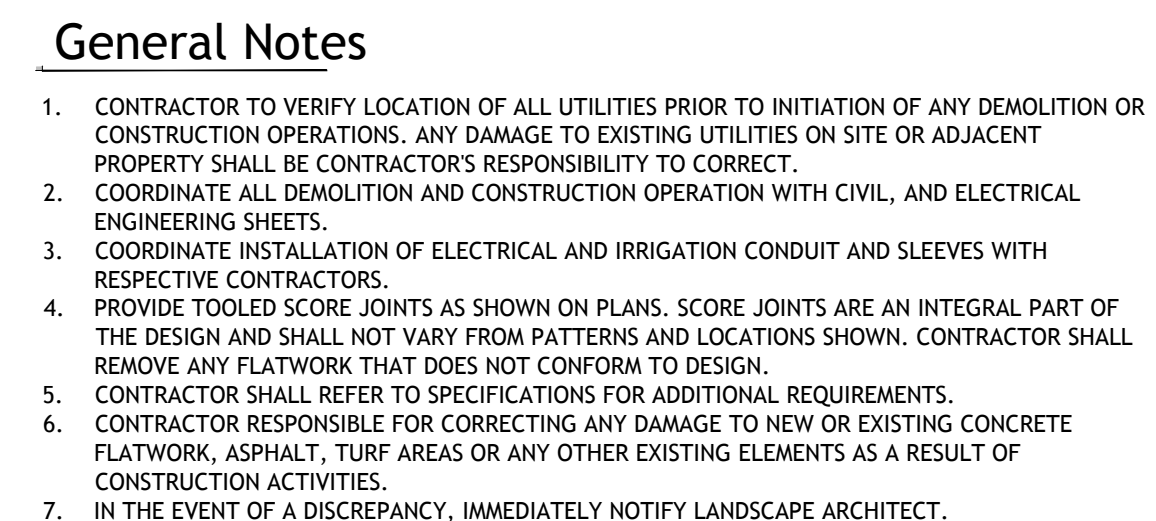 General Notes
1. CONTRACTOR TO VERIFY LOCATION OF ALL UTILITIES PRIOR TO INITIATION OF ANY DEMOLITION OR
CONSTRUCTION OPERATIONS. ANY DAMAGE TO EXISTING UTILITIES ON SITE OR ADJACENT
PROPERTY SHALL BE CONTRACTOR'S RESPONSIBILITY TO CORRECT.
2. COORDINATE ALL DEMOLITION AND CONSTRUCTION OPERATION WITH CIVIL, AND ELECTRICAL
ENGINEERING SHEETS.
3. COORDINATE INSTALLATION OF ELECTRICAL AND IRRIGATION CONDUIT AND SLEEVES WITH
RESPECTIVE CONTRACTORS.
4. PROVIDE TOOLED SCORE JOINTS AS SHOWN ON PLANS. SCORE JOINTS ARE AN INTEGRAL PART OF
THE DESIGN AND SHALL NOT VARY FROM PATTERNS AND LOCATIONS SHOWN. CONTRACTOR SHALL
REMOVE ANY FLATWORK THAT DOES NOT CONFORM TO DESIGN.
5. CONTRACTOR SHALL REFER TO SPECIFICATIONS FOR ADDITIONAL REQUIREMENTS.
6. CONTRACTOR RESPONSIBLE FOR CORRECTING ANY DAMAGE TO NEW OR EXISTING CONCRETE
FLATWORK, ASPHALT, TURF AREAS OR ANY OTHER EXISTING ELEMENTS AS A RESULT OF
CONSTRUCTION ACTIVITIES.
7. IN THE EVENT OF A DISCREPANCY, IMMEDIATELY NOTIFY LANDSCAPE ARCHITECT.